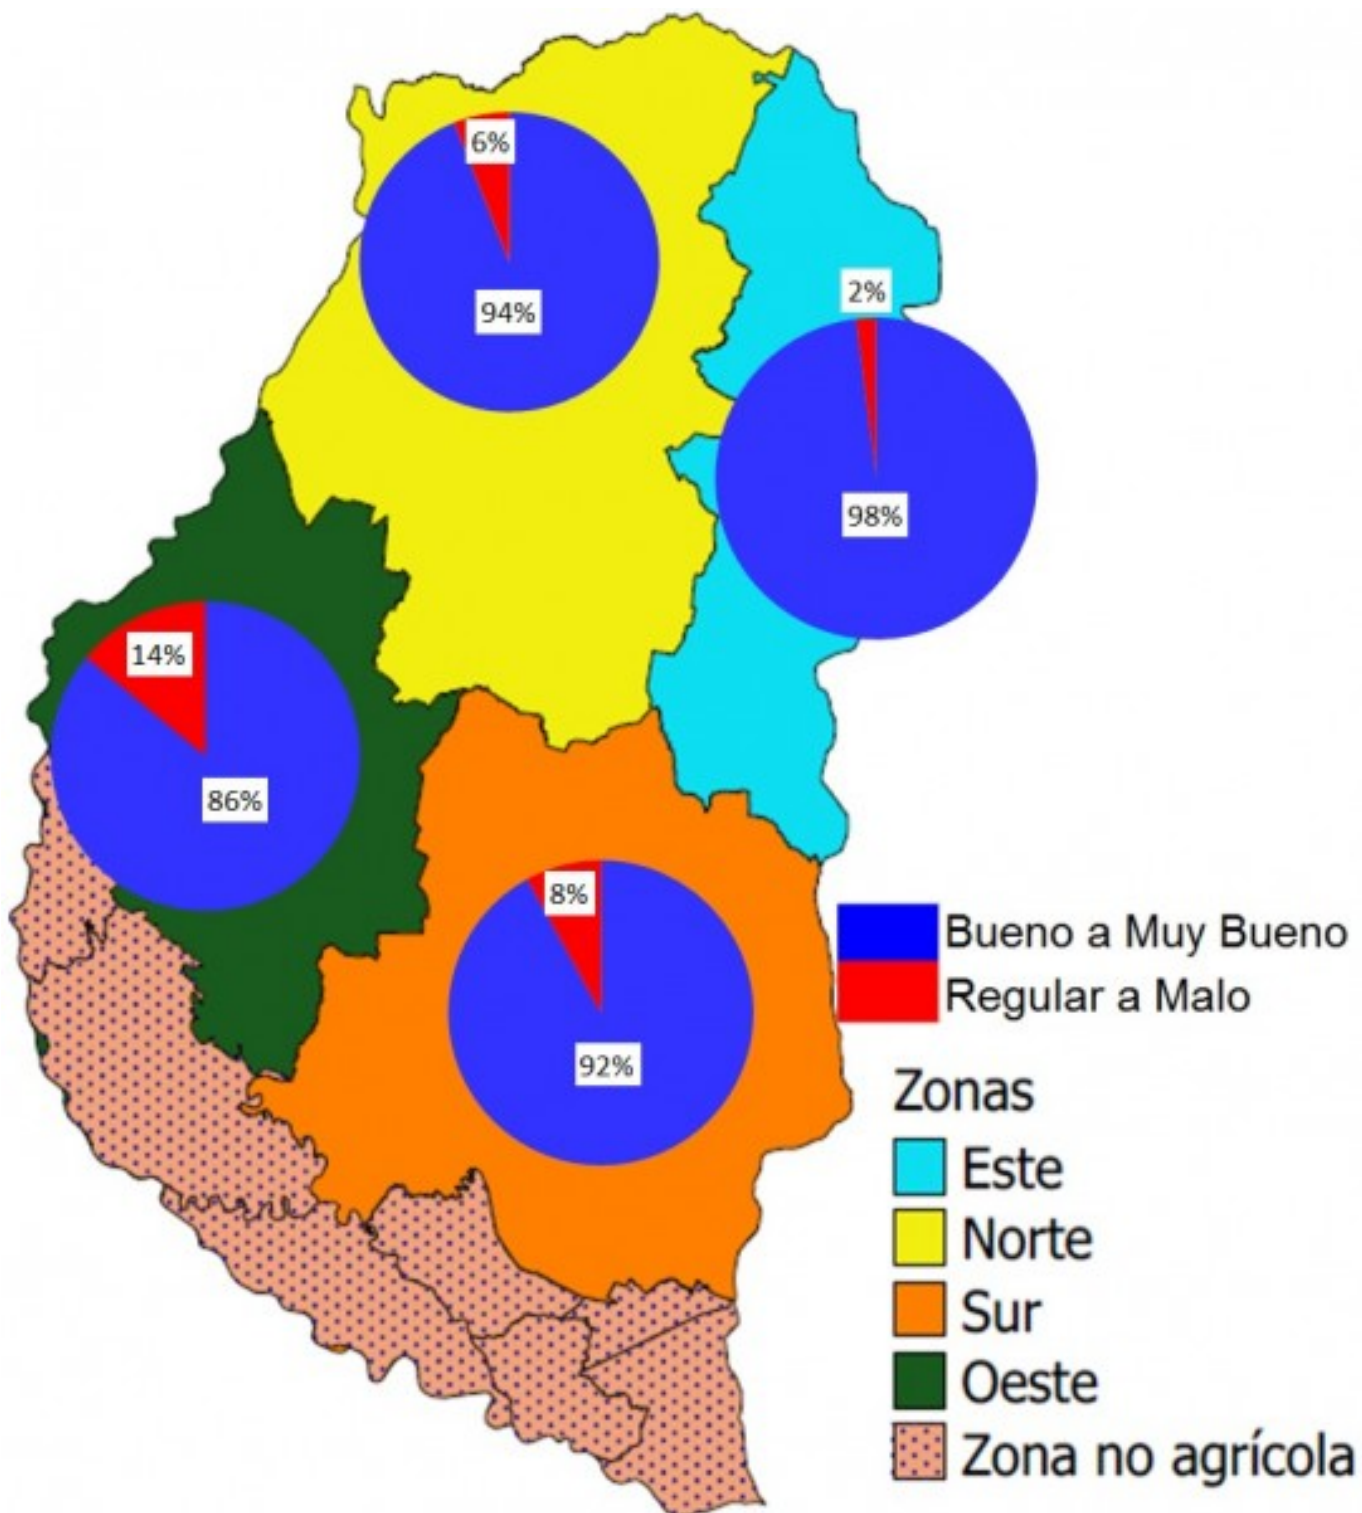 6%
94%
2%
98%
14%
86%
8%
92%
Bueno a Muy Bueno
Regular a Malo
Zonas
Este
Norte
Sur
Oeste
Zona no agrícola